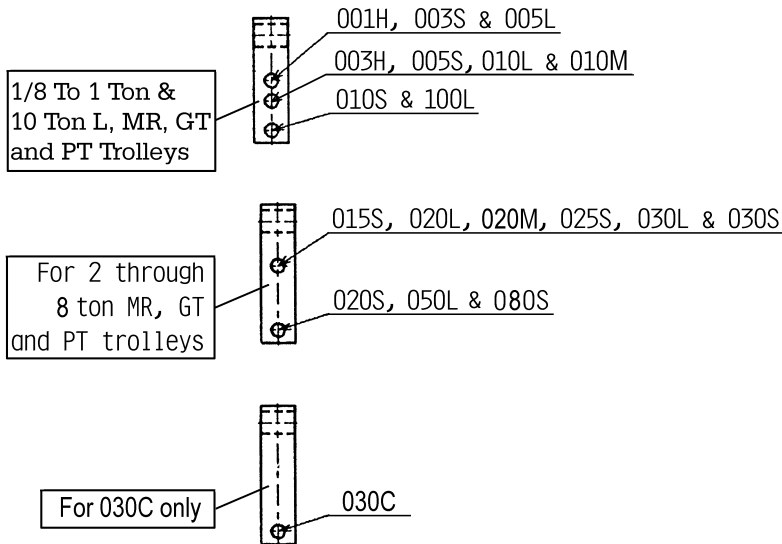 001H, 003S & 005L
003H, 005S, 010L & 010M
1/8 To 1 Ton &
10 Ton L, MR, GT
and PT Trolleys
010S & 100L
015S, 020L, 020M, 025S, 030L & 030S
For 2 through
8 ton MR, GT
and PT trolleys
020S, 050L & 080S
For 030C only
030C